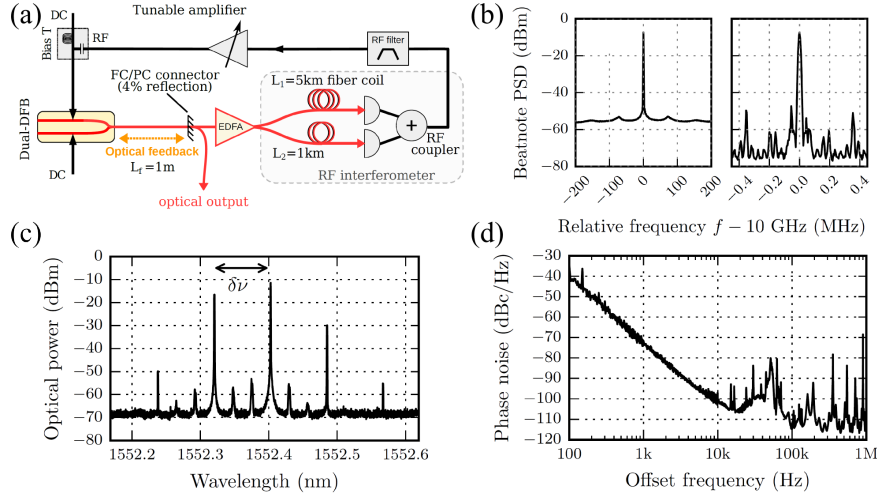 (a)
DC
Bias T
RF
Tunable amplifier
RF filter
FC/PC connector
(4% reflection)
L₁=5km fiber coil
Dual-DFB
EDFA
+
RF
coupler
Optical feedback
L_f=1m
L₂=1km
RF interferometer
DC
optical output
(b)
Beatnote PSD (dBm)
0
−20
−40
−60
−80
−200
−100
0
100
200
−0.4
−0.2
0.0
0.2
0.4
Relative frequency f − 10 GHz (MHz)
(c)
Optical power (dBm)
0
−10
−20
−30
−40
−50
−60
−70
−80
δν
1552.2
1552.3
1552.4
1552.5
1552.6
Wavelength (nm)
(d)
Phase noise (dBc/Hz)
−30
−40
−50
−60
−70
−80
−90
−100
−110
−120
100
1k
10k
100k
1M
Offset frequency (Hz)